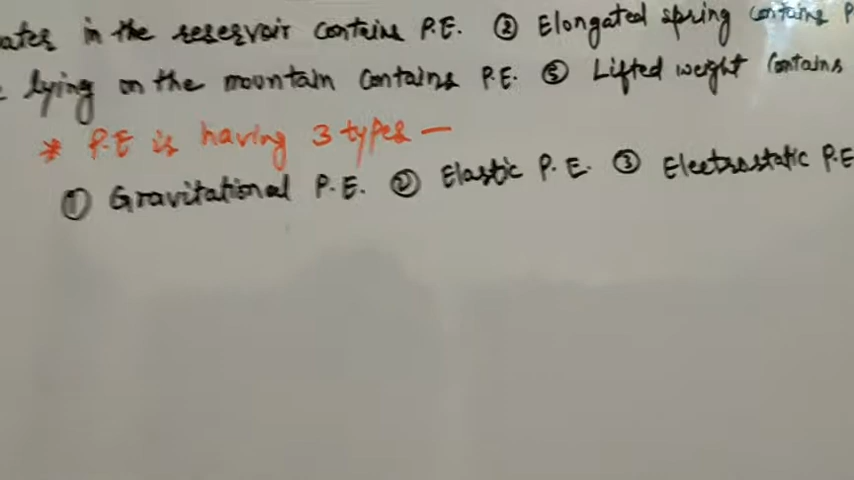 in the reservoir contains P.E. ② Elongated spring contains P
lying on the mountain contains P.E. ⑤ Lifted weight contains
* P.E is having 3 types —
① Gravitational P.E. ② Elastic P.E. ③ Electrostatic P.E